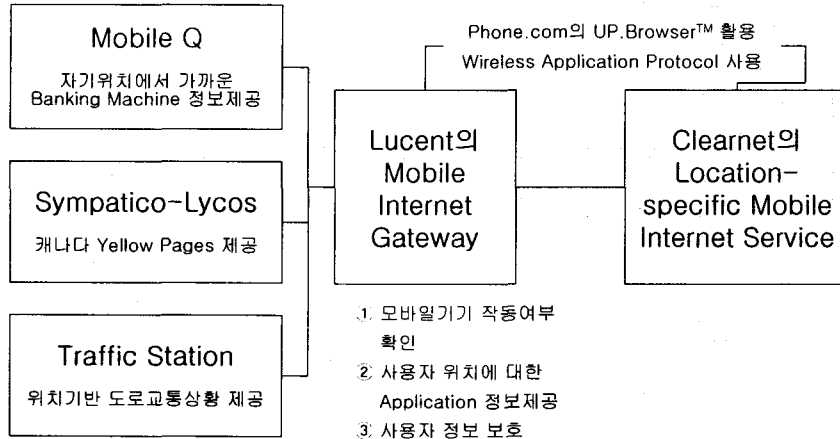 Mobile Q
자기위치에서 가까운
Banking Machine 정보제공
Sympatico-Lycos
캐나다 Yellow Pages 제공
Traffic Station
위치기반 도로교통상황 제공
Phone.com의 UP.Browser™ 활용
Wireless Application Protocol 사용
Lucent의
Mobile
Internet
Gateway
① 모바일기기 작동여부
확인
② 사용자 위치에 대한
Application 정보제공
③ 사용자 정보 보호
Clearnet의
Location-
specific Mobile
Internet Service